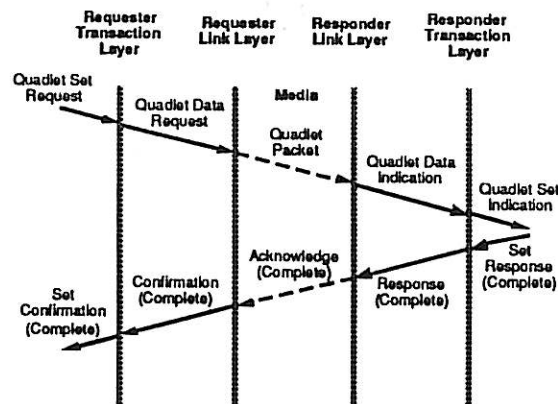 Requester
Transaction
Layer
Requester
Link Layer
Responder
Link Layer
Responder
Transaction
Layer
Quadlet Set
Request
Quadlet Data
Request
Media
Quadlet
Packet
Quadlet Data
Indication
Quadlet Set
Indication
Set
Response
(Complete)
Response
(Complete)
Acknowledge
(Complete)
Confirmation
(Complete)
Set
Confirmation
(Complete)